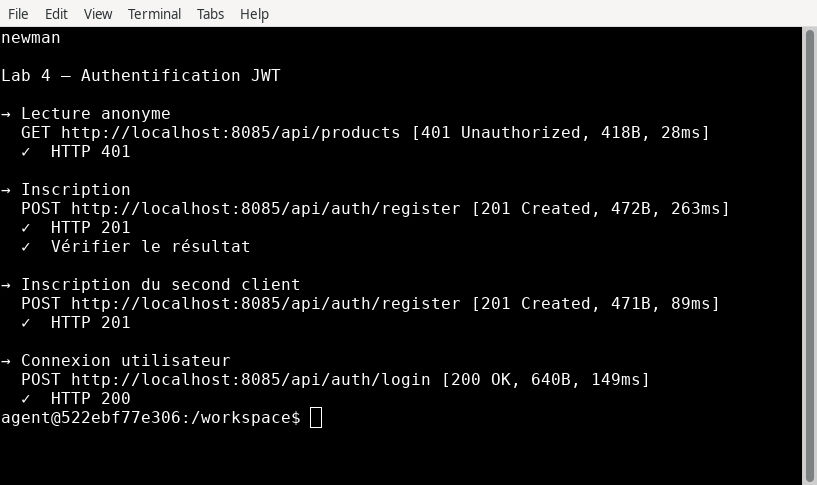 File Edit View Terminal Tabs Help
newman
Lab 4 – Authentification JWT
→ Lecture anonyme
GET http://localhost:8085/api/products [401 Unauthorized, 418B, 28ms]
✓ HTTP 401
→ Inscription
POST http://localhost:8085/api/auth/register [201 Created, 472B, 263ms]
✓ HTTP 201
✓ Vérifier le résultat
→ Inscription du second client
POST http://localhost:8085/api/auth/register [201 Created, 471B, 89ms]
✓ HTTP 201
→ Connexion utilisateur
POST http://localhost:8085/api/auth/login [200 OK, 640B, 149ms]
✓ HTTP 200
agent@522ebf77e306:/workspace$